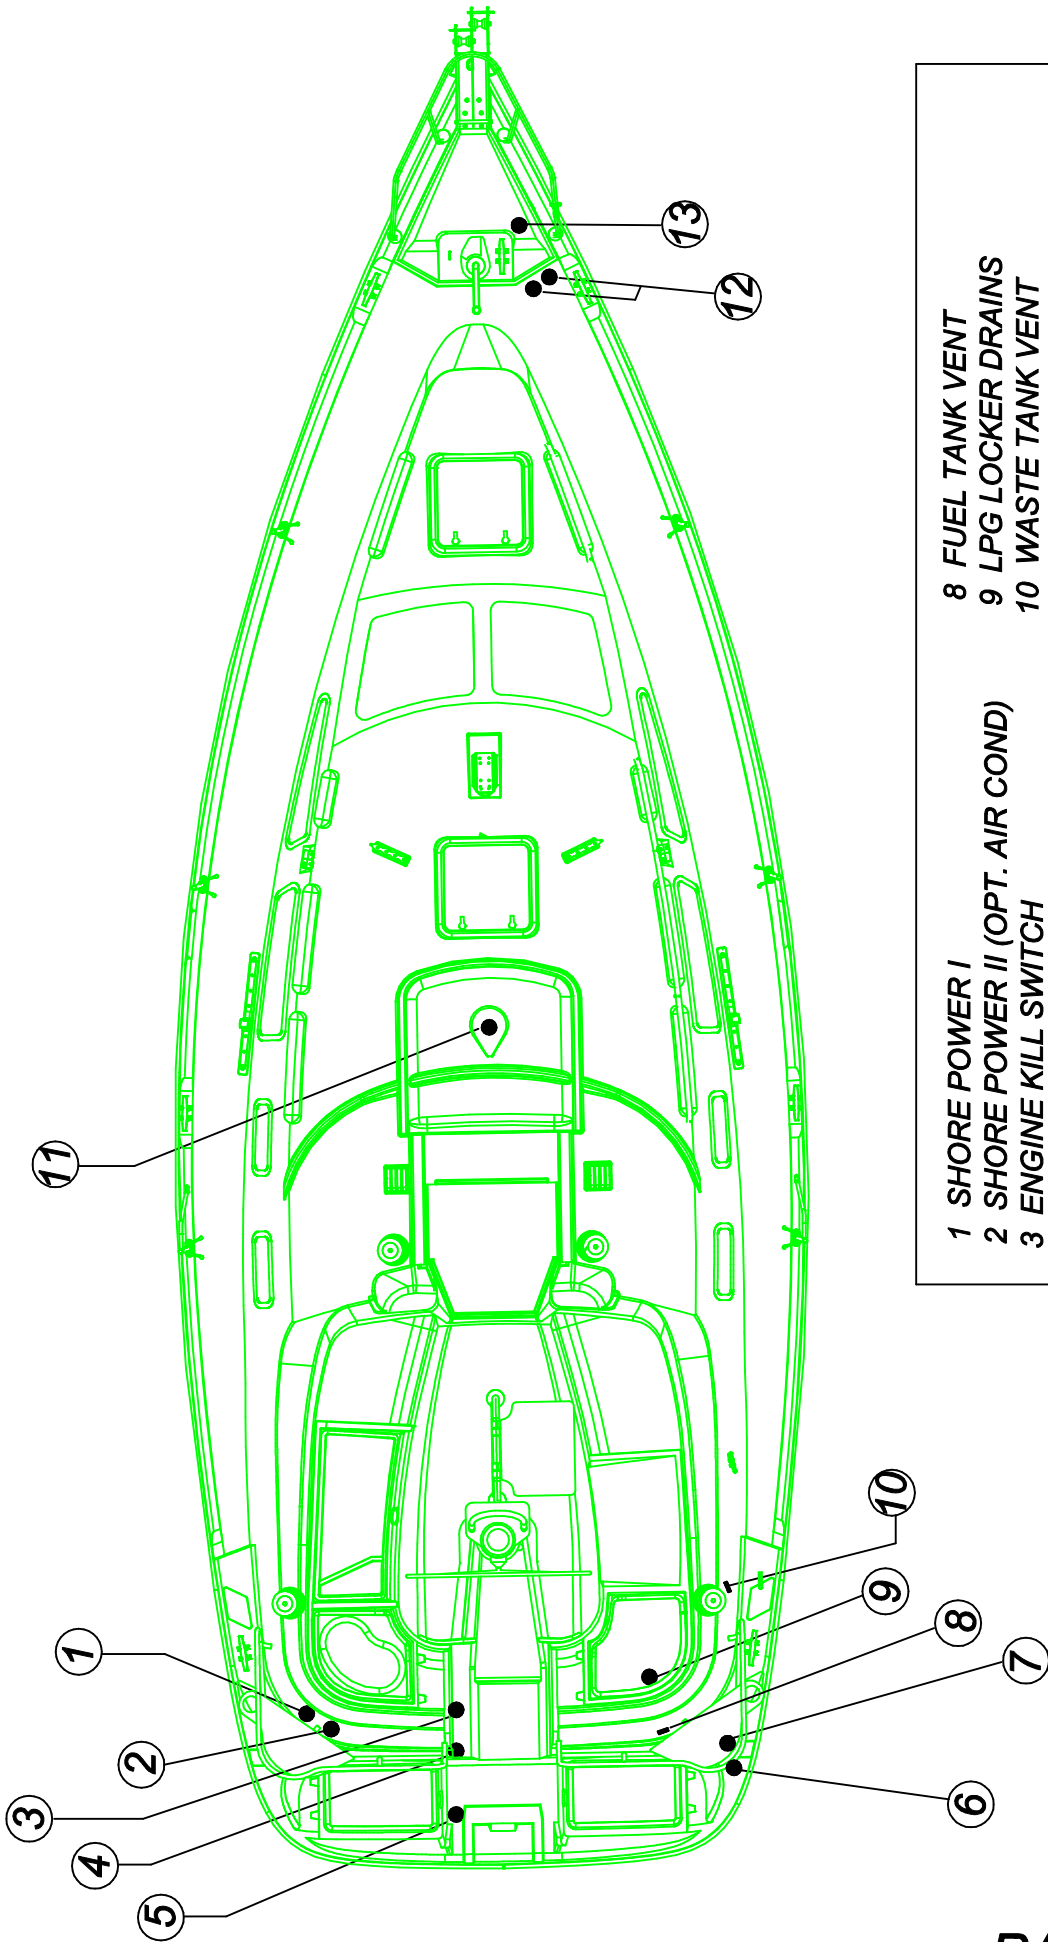 1 SHORE POWER I
2 SHORE POWER II (OPT. AIR COND)
3 ENGINE KILL SWITCH
8 FUEL TANK VENT
9 LPG LOCKER DRAINS
10 WASTE TANK VENT
1
2
3
4
5
6
7
8
9
10
11
12
13